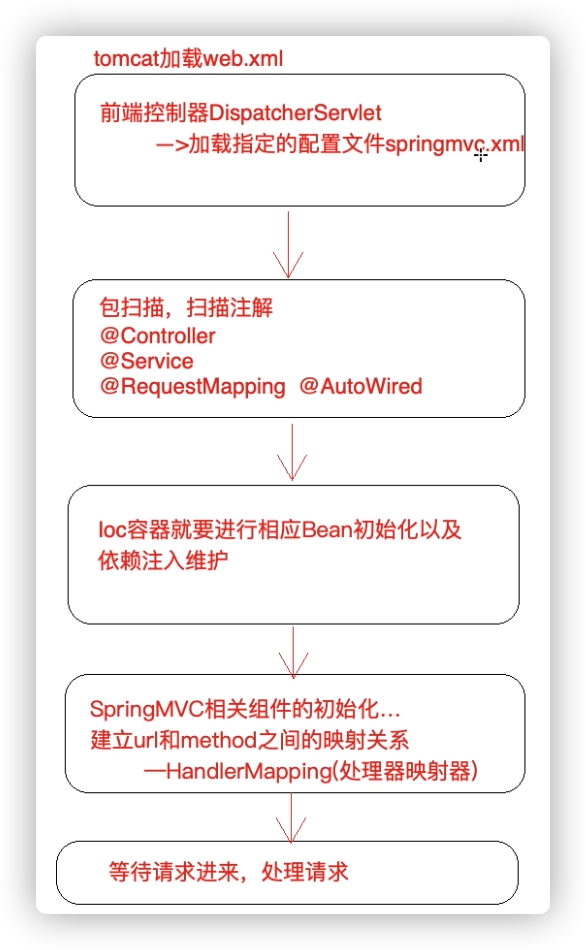 tomcat加载web.xml
前端控制器DispatcherServlet
—>加载指定的配置文件springmvc.xml
包扫描，扫描注解
@Controller
@Service
@RequestMapping @AutoWired
Ioc容器就要进行相应Bean初始化以及
依赖注入维护
SpringMVC相关组件的初始化...
建立url和method之间的映射关系
—HandlerMapping(处理器映射器)
等待请求进来，处理请求